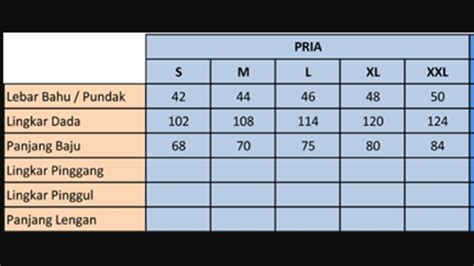 PRIA
S M L XL XXL
Lebar Bahu / Pundak 42 44 46 48 50
Lingkar Dada 102 108 114 120 124
Panjang Baju 68 70 75 80 84
Lingkar Pinggang
Lingkar Pinggul
Panjang Lengan